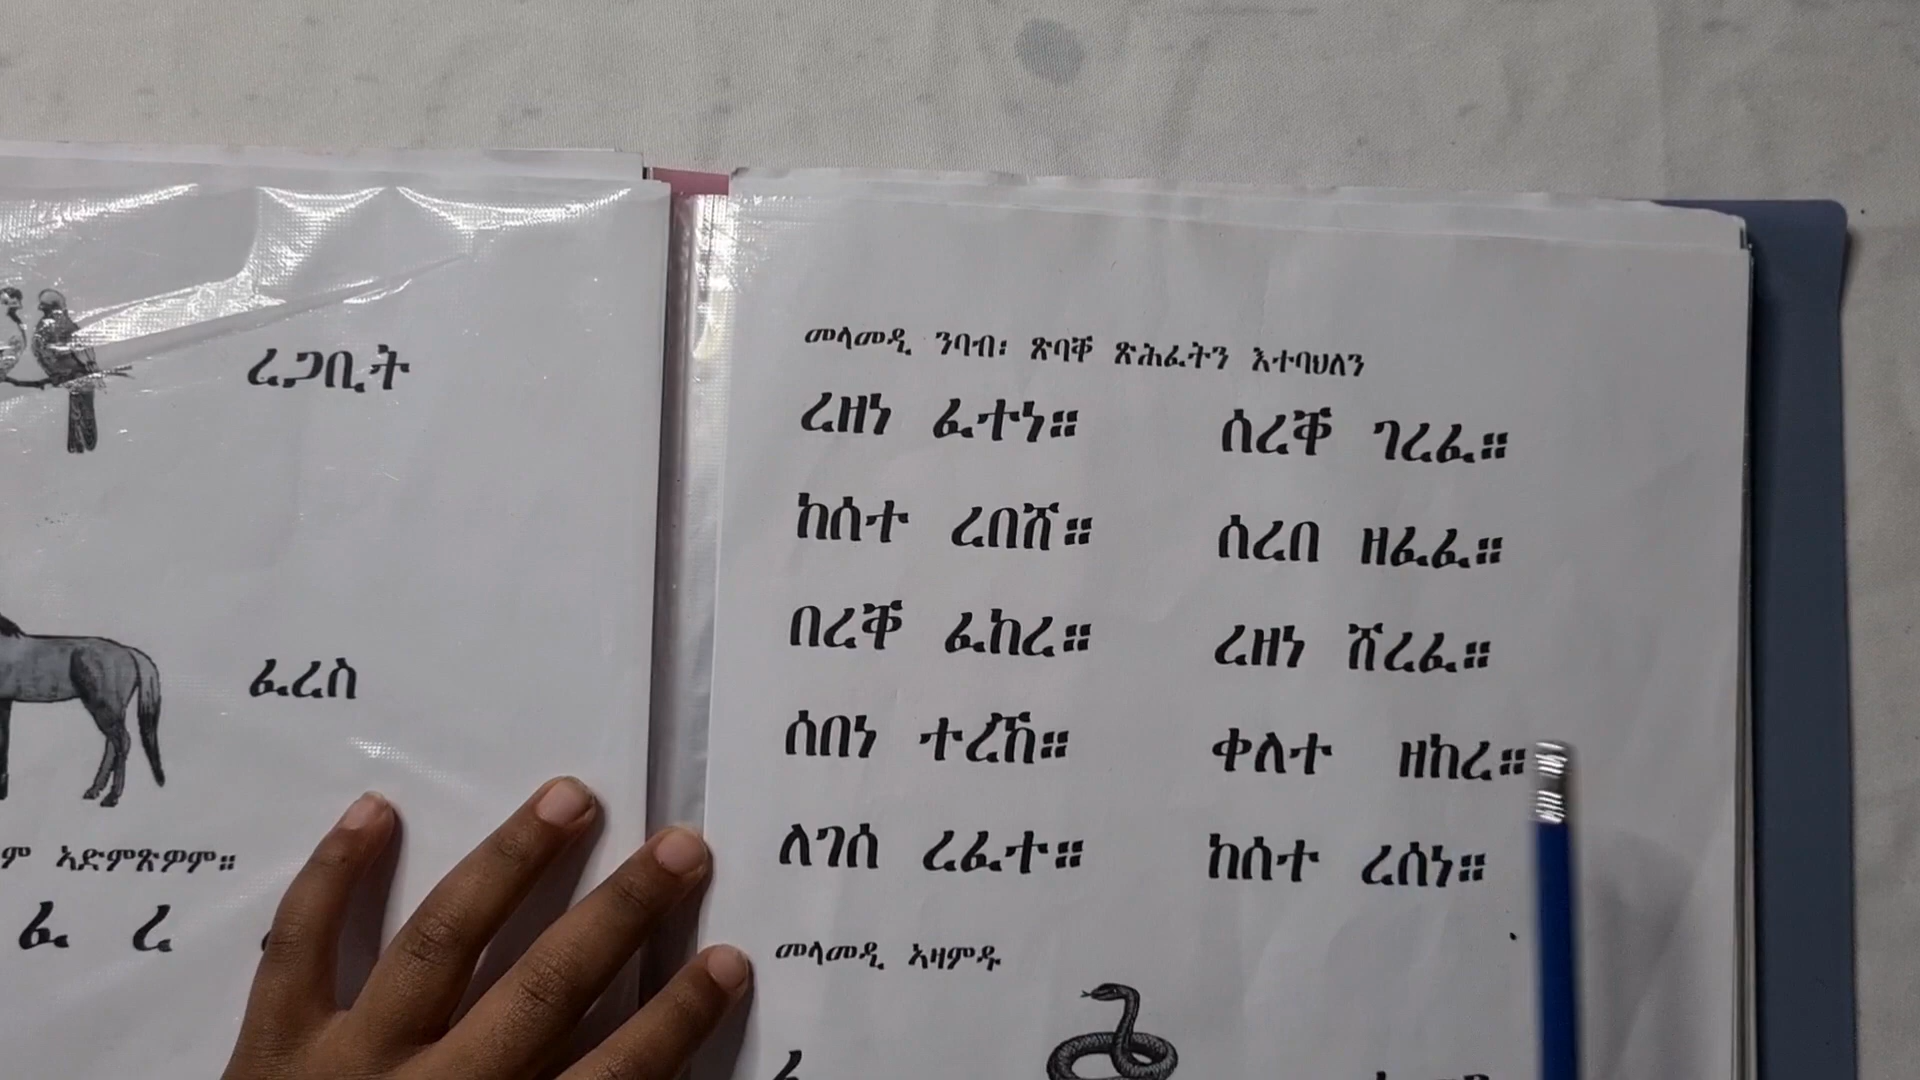 ረጋቢት
ፈረስ
ም ኣድምጽዎም።
ፈ ረ
መላመዲ ንባብ፡ ጽባቐ ጽሕፈትን እተባህለን
ረዘነ ፈተነ። ሰረቐ ገረፈ።
ከሰተ ረበሸ። ሰረበ ዘፈፈ።
በረቐ ፈከረ። ረዘነ ሸረፈ።
ሰበነ ተረኸ። ቀለተ ዘከረ።
ለገሰ ረፈተ። ከሰተ ረሰነ።
መላመዲ ኣዛምዱ